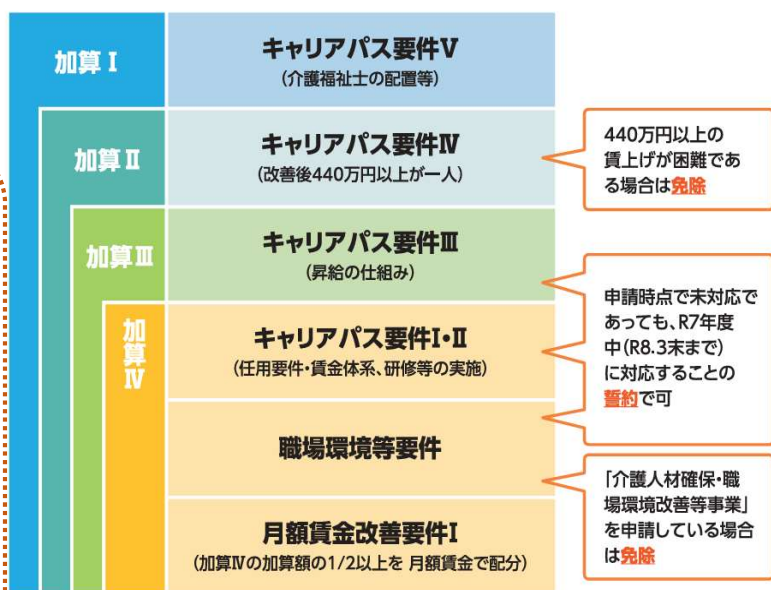 加算Ⅰ
キャリアパス要件Ⅴ
(介護福祉士の配置等)
加算Ⅱ
キャリアパス要件Ⅳ
(改善後440万円以上が一人)
440万円以上の
賃上げが困難であ
る場合は免除
加算Ⅲ
キャリアパス要件Ⅲ
(昇給の仕組み)
加算Ⅳ
キャリアパス要件Ⅰ・Ⅱ
(任用要件・賃金体系、研修等の実施)
申請時点で未対応で
あっても、R7年度
中(R8.3末まで)
に対応することの
誓約で可
職場環境等要件
「介護人材確保・職
場環境改善等事業」
を申請している場合
は免除
月額賃金改善要件Ⅰ
(加算Ⅳの加算額の1/2以上を 月額賃金で配分)